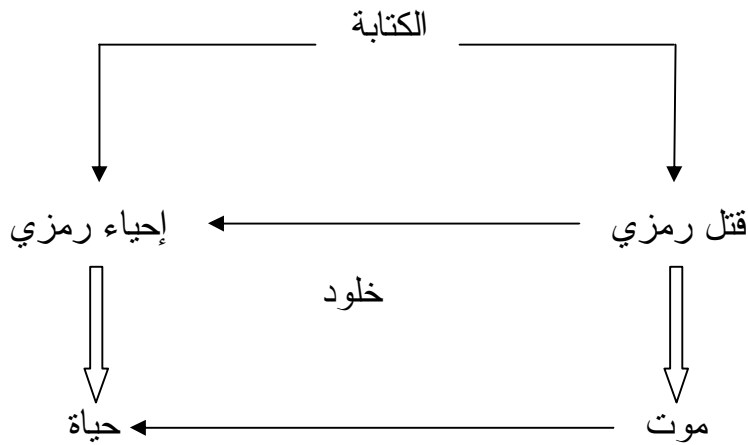 الكتابة
قتل رمزي إحياء رمزي
خلود
موت حياة